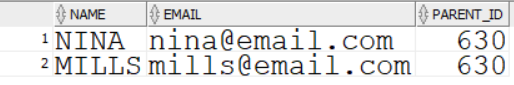 NAME EMAIL PARENT_ID
1 NINA nina@email.com 630
2 MILLS mills@email.com 630